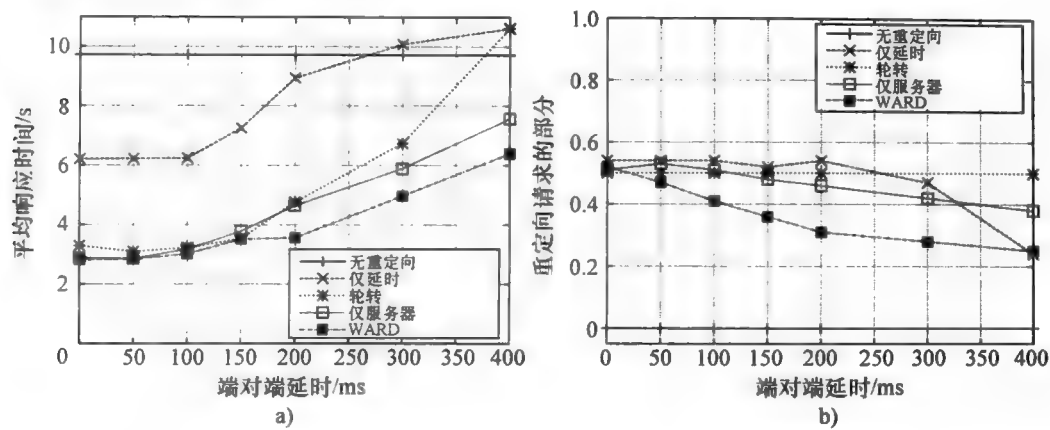 平均响应时间/s
10
8
6
4
2
0
50
100
150
200
250
300
350
400
无重定向
仅延时
轮转
仅服务器
WARD
端对端延时/ms
a)
重定向请求的部分
1.0
0.8
0.6
0.4
0.2
0
0
50
100
150
200
250
300
350
400
无重定向
仅延时
轮转
仅服务器
WARD
端对端延时/ms
b)